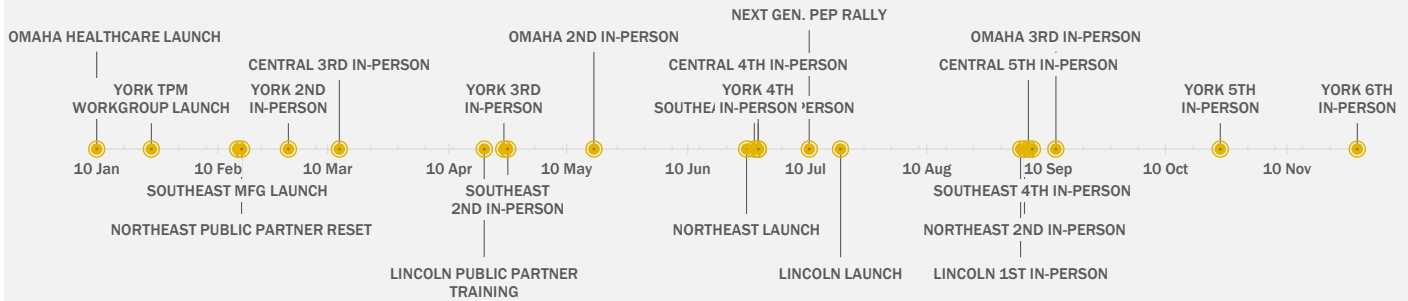 NEXT GEN. PEP RALLY
OMAHA HEALTHCARE LAUNCH
OMAHA 2ND IN-PERSON
OMAHA 3RD IN-PERSON
CENTRAL 3RD IN-PERSON
CENTRAL 4TH IN-PERSON
CENTRAL 5TH IN-PERSON
YORK TPM
WORKGROUP LAUNCH
YORK 2ND
IN-PERSON
YORK 3RD
IN-PERSON
YORK 4TH
IN-PERSON
YORK 5TH
IN-PERSON
YORK 6TH
IN-PERSON
10 Jan
10 Feb
10 Mar
10 Apr
10 May
10 Jun
10 Jul
10 Aug
10 Sep
10 Oct
10 Nov
SOUTHEAST MFG LAUNCH
SOUTHEAST
2ND IN-PERSON
SOUTHEAST 4TH IN-PERSON
NORTHEAST PUBLIC PARTNER RESET
NORTHEAST LAUNCH
NORTHEAST 2ND IN-PERSON
LINCOLN PUBLIC PARTNER
TRAINING
LINCOLN LAUNCH
LINCOLN 1ST IN-PERSON